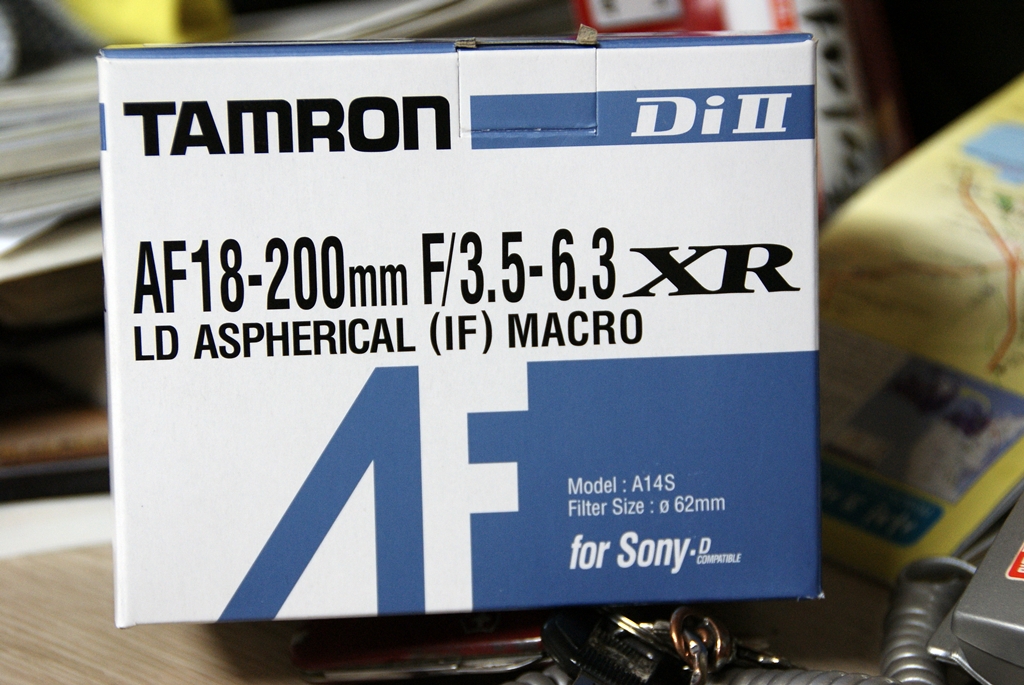 TAMRON Di II
AF18-200mm F/3.5-6.3 XR
LD ASPHERICAL (IF) MACRO
AF
Model : A14S
Filter Size : ø 62mm
for Sony·D COMPATIBLE